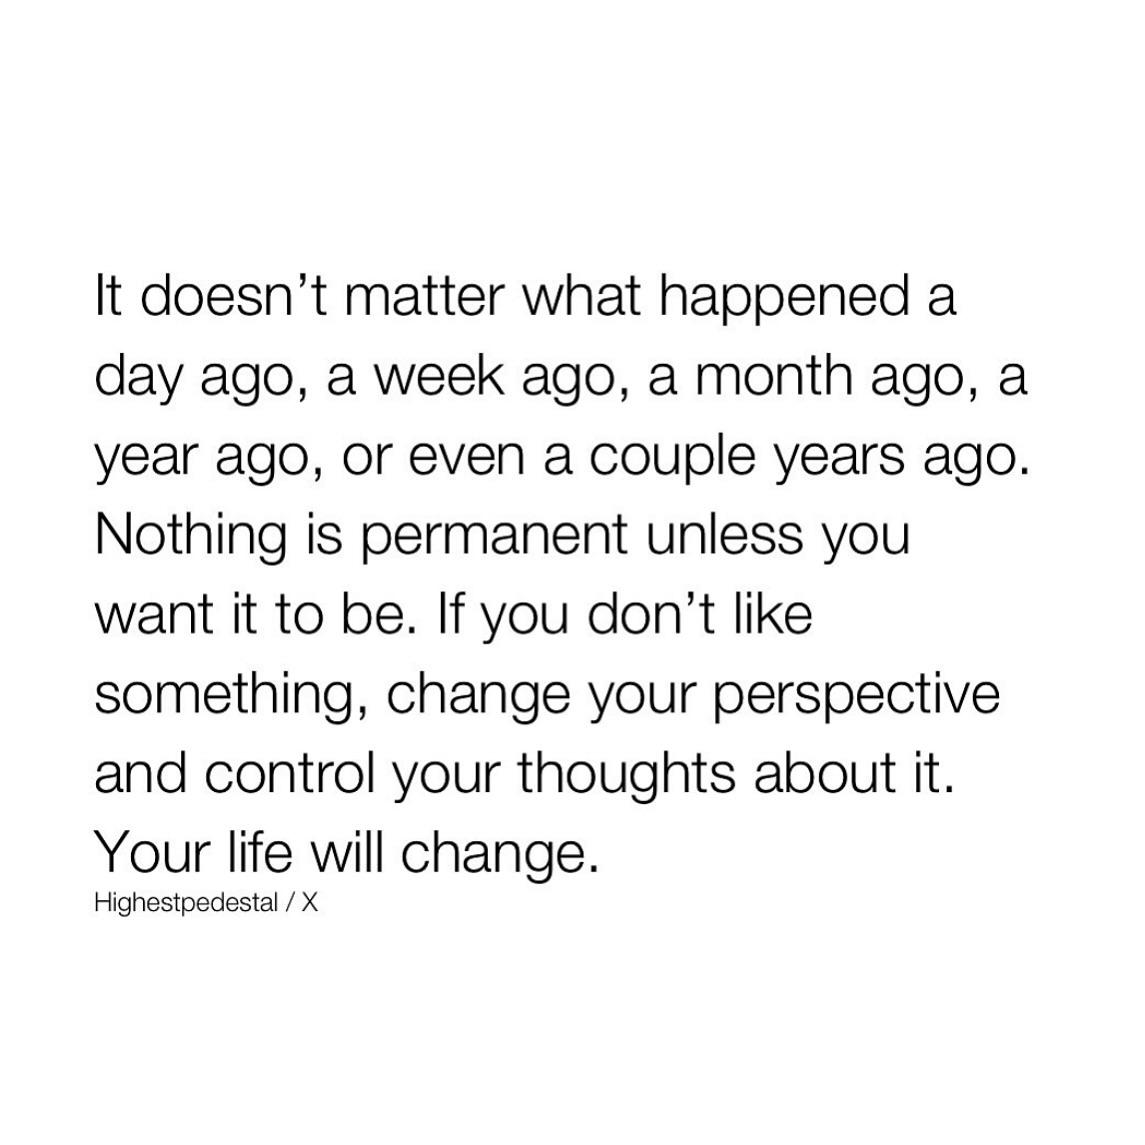 It doesn’t matter what happened a
day ago, a week ago, a month ago, a
year ago, or even a couple years ago.
Nothing is permanent unless you
want it to be. If you don’t like
something, change your perspective
and control your thoughts about it.
Your life will change.
Highestpedestal / X